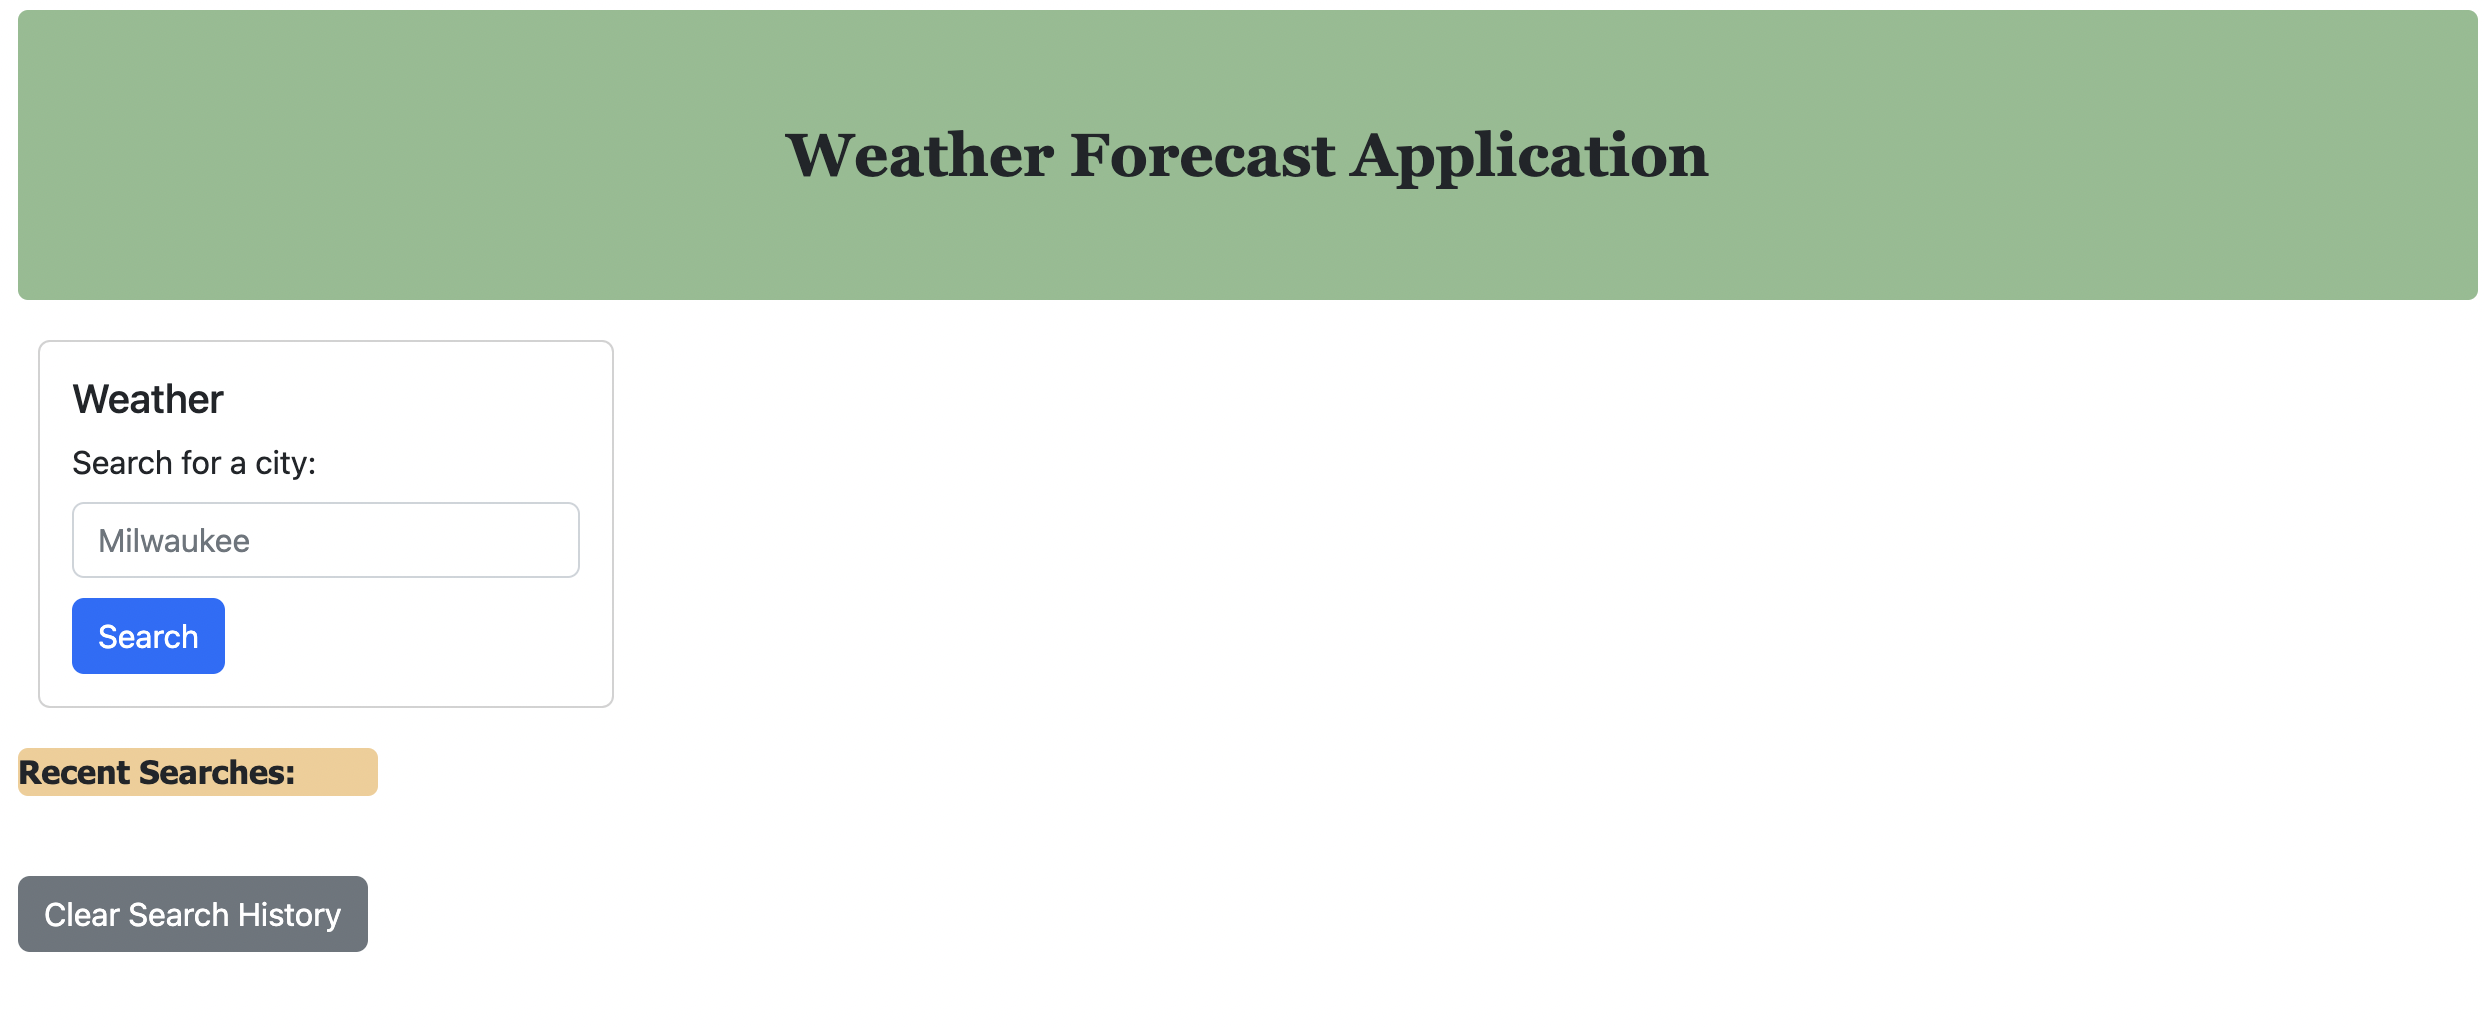 Weather Forecast Application
Weather
Search for a city:
Milwaukee
Search
Recent Searches:
Clear Search History